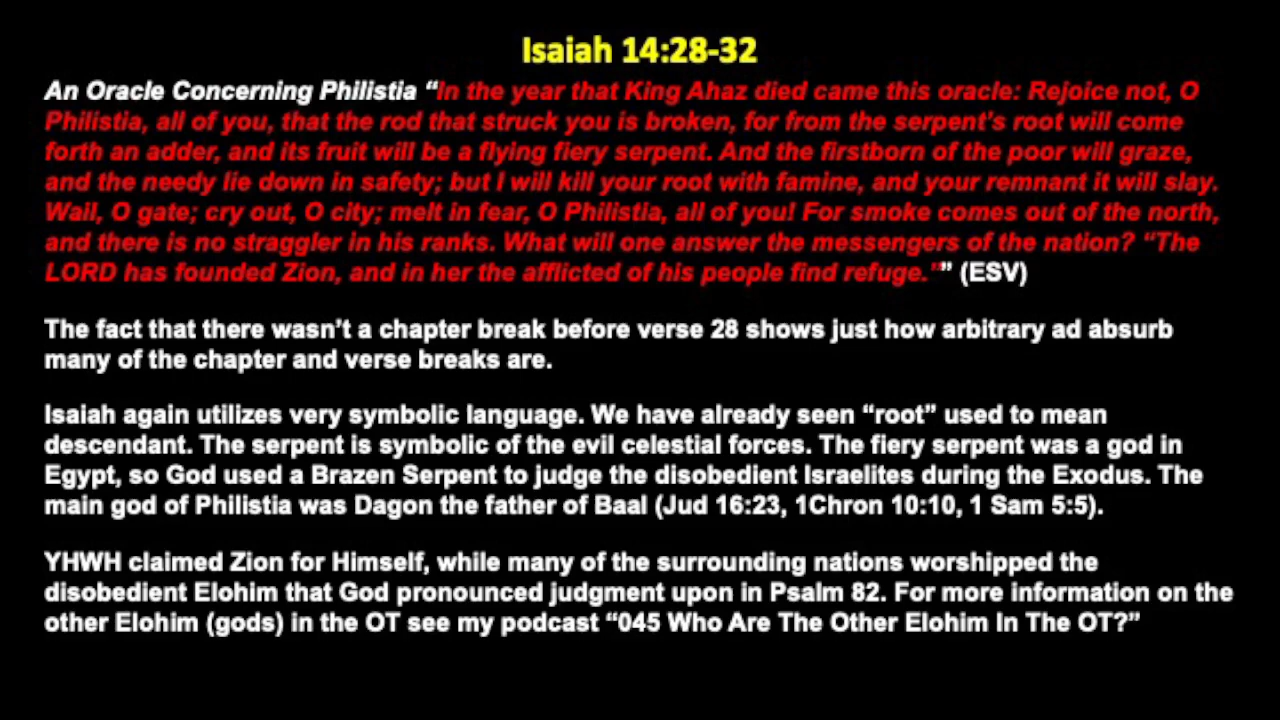 Isaiah 14:28-32
An Oracle Concerning Philistia “In the year that King Ahaz died came this oracle: Rejoice not, O
Philistia, all of you, that the rod that struck you is broken, for from the serpent's root will come
forth an adder, and its fruit will be a flying fiery serpent. And the firstborn of the poor will graze,
and the needy lie down in safety; but I will kill your root with famine, and your remnant it will slay.
Wail, O gate; cry out, O city; melt in fear, O Philistia, all of you! For smoke comes out of the north,
and there is no straggler in his ranks. What will one answer the messengers of the nation? “The
LORD has founded Zion, and in her the afflicted of his people find refuge.”” (ESV)
The fact that there wasn’t a chapter break before verse 28 shows just how arbitrary ad absurb
many of the chapter and verse breaks are.
Isaiah again utilizes very symbolic language. We have already seen “root” used to mean
descendant. The serpent is symbolic of the evil celestial forces. The fiery serpent was a god in
Egypt, so God used a Brazen Serpent to judge the disobedient Israelites during the Exodus. The
main god of Philistia was Dagon the father of Baal (Jud 16:23, 1Chron 10:10, 1 Sam 5:5).
YHWH claimed Zion for Himself, while many of the surrounding nations worshipped the
disobedient Elohim that God pronounced judgment upon in Psalm 82. For more information on the
other Elohim (gods) in the OT see my podcast “045 Who Are The Other Elohim In The OT?”